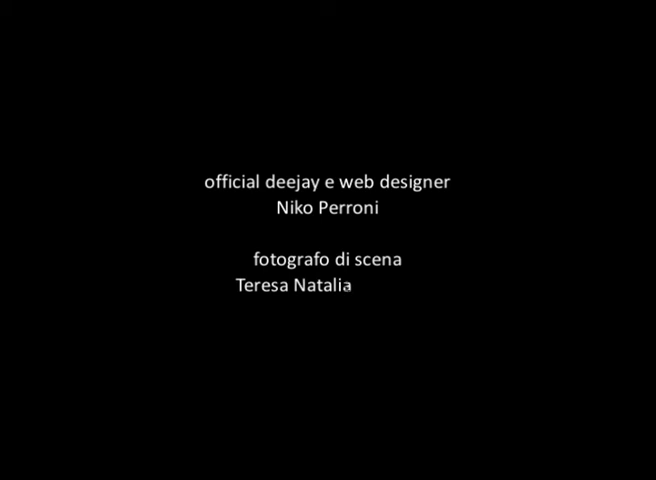 official deejay e web designer
Niko Perroni
fotografo di scena
Teresa Natalia